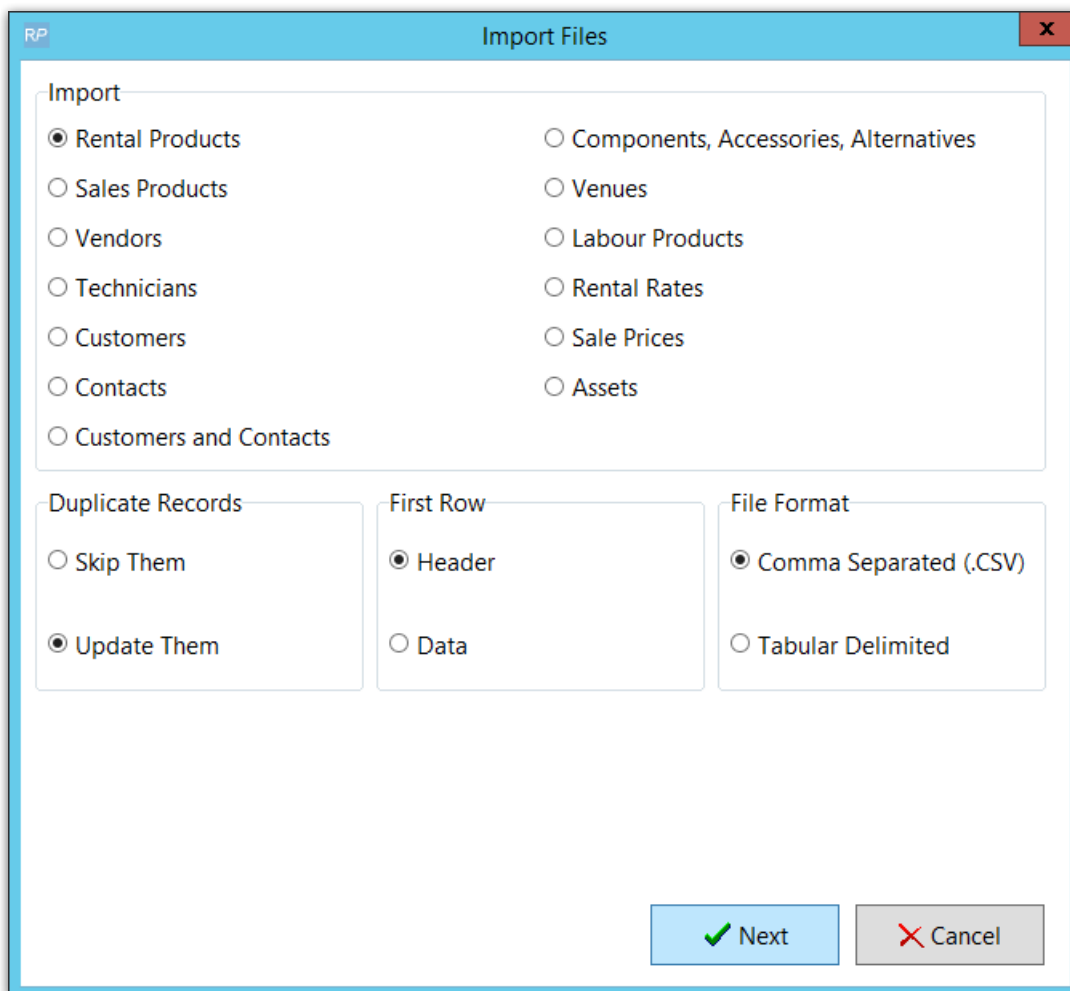 RP
Import Files
x
Import
Rental Products
Components, Accessories, Alternatives
Sales Products
Venues
Vendors
Labour Products
Technicians
Rental Rates
Customers
Sale Prices
Contacts
Assets
Customers and Contacts
Duplicate Records
First Row
File Format
Skip Them
Header
Comma Separated (.CSV)
Update Them
Data
Tabular Delimited
Next
Cancel